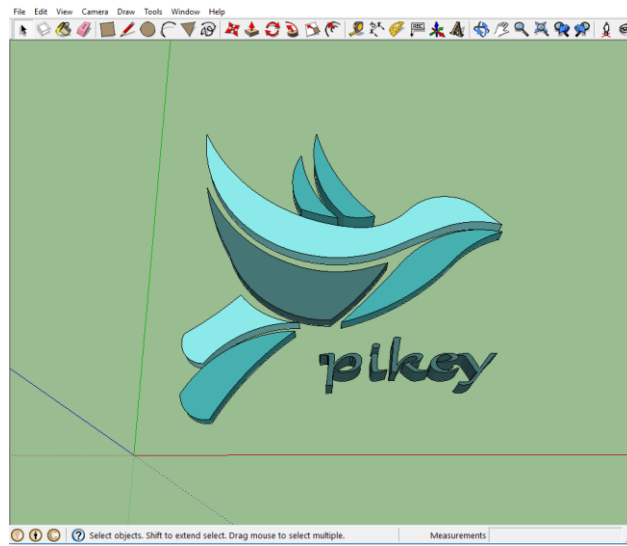 File Edit View Camera Draw Tools Window Help
pikey
Select objects. Shift to extend select. Drag mouse to select multiple. Measurements